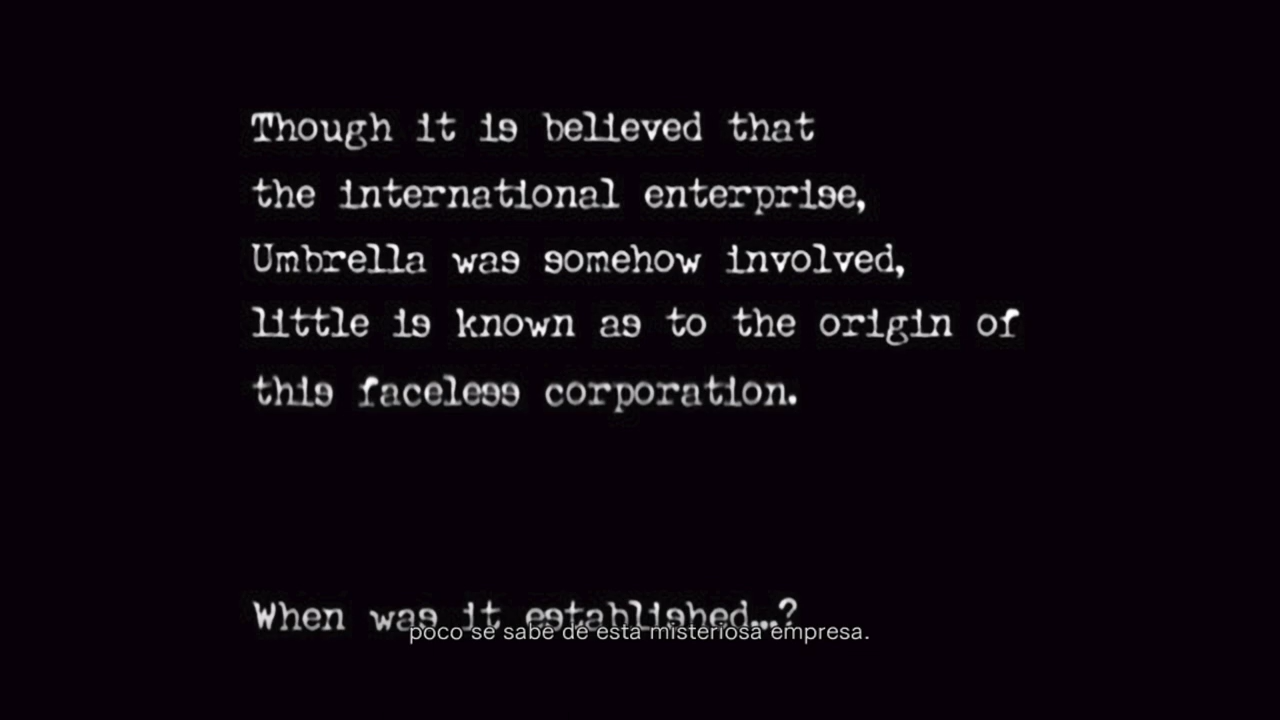 Though it is believed that
the international enterprise,
Umbrella was somehow involved,
little is known as to the origin of
this faceless corporation.
When was it established...?
poco se sabe de esta misteriosa empresa.